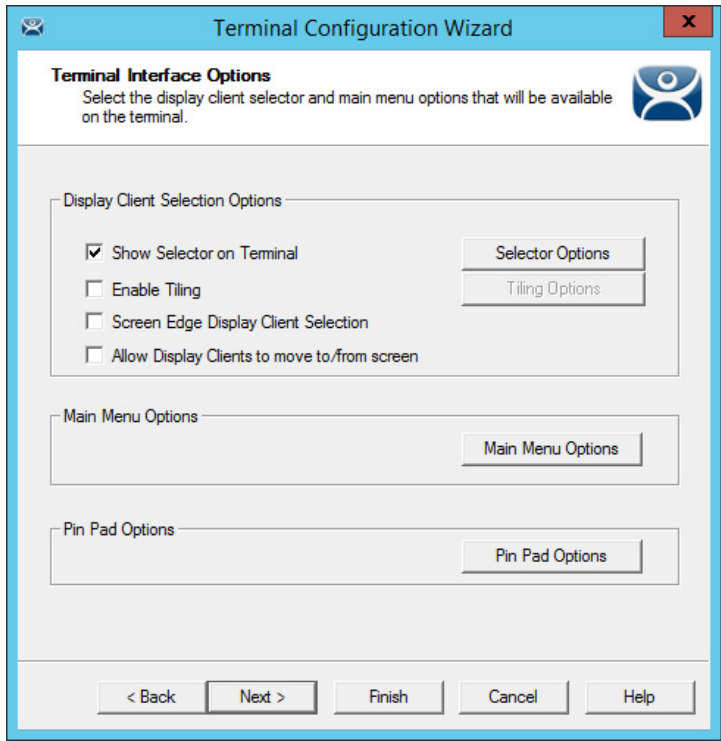 Terminal Configuration Wizard
x
Terminal Interface Options
Select the display client selector and main menu options that will be available
on the terminal.
Display Client Selection Options
Show Selector on Terminal
Selector Options
Enable Tiling
Tiling Options
Screen Edge Display Client Selection
Allow Display Clients to move to/from screen
Main Menu Options
Main Menu Options
Pin Pad Options
Pin Pad Options
< Back
Next >
Finish
Cancel
Help